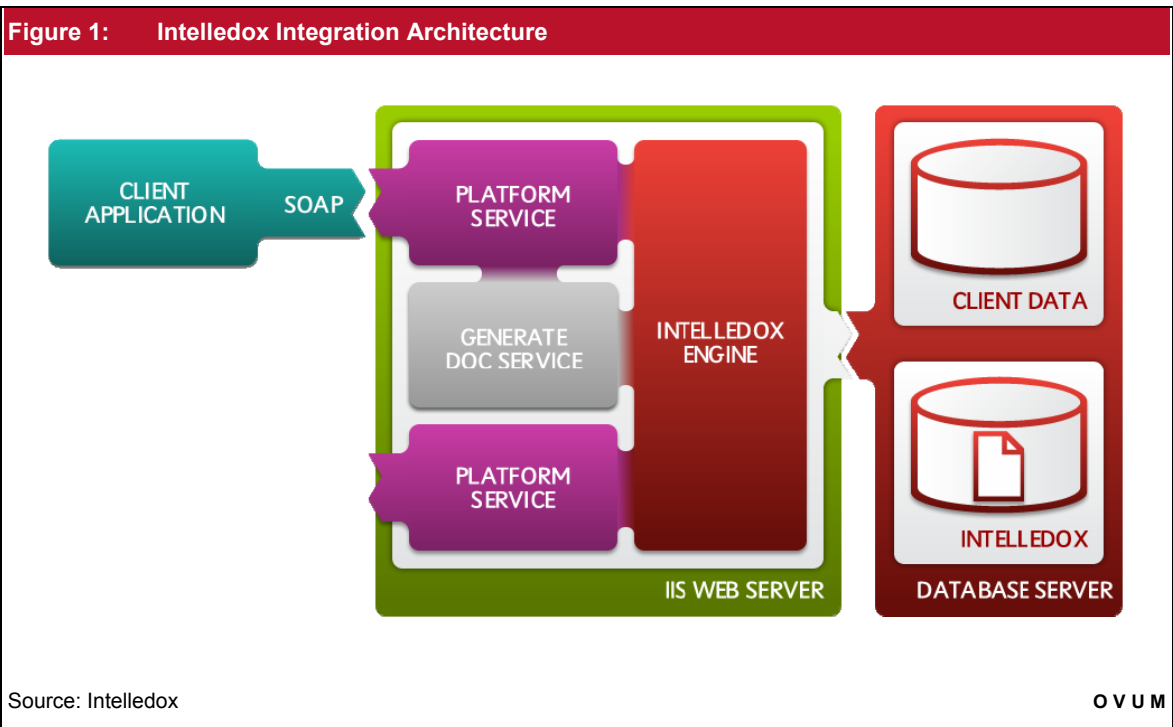 Figure 1: Intelledox Integration Architecture
CLIENT
APPLICATION
SOAP
PLATFORM
SERVICE
GENERATE
DOC SERVICE
PLATFORM
SERVICE
INTELLEDOX
ENGINE
IIS WEB SERVER
CLIENT DATA
INTELLEDOX
DATABASE SERVER
Source: Intelledox
OVUM